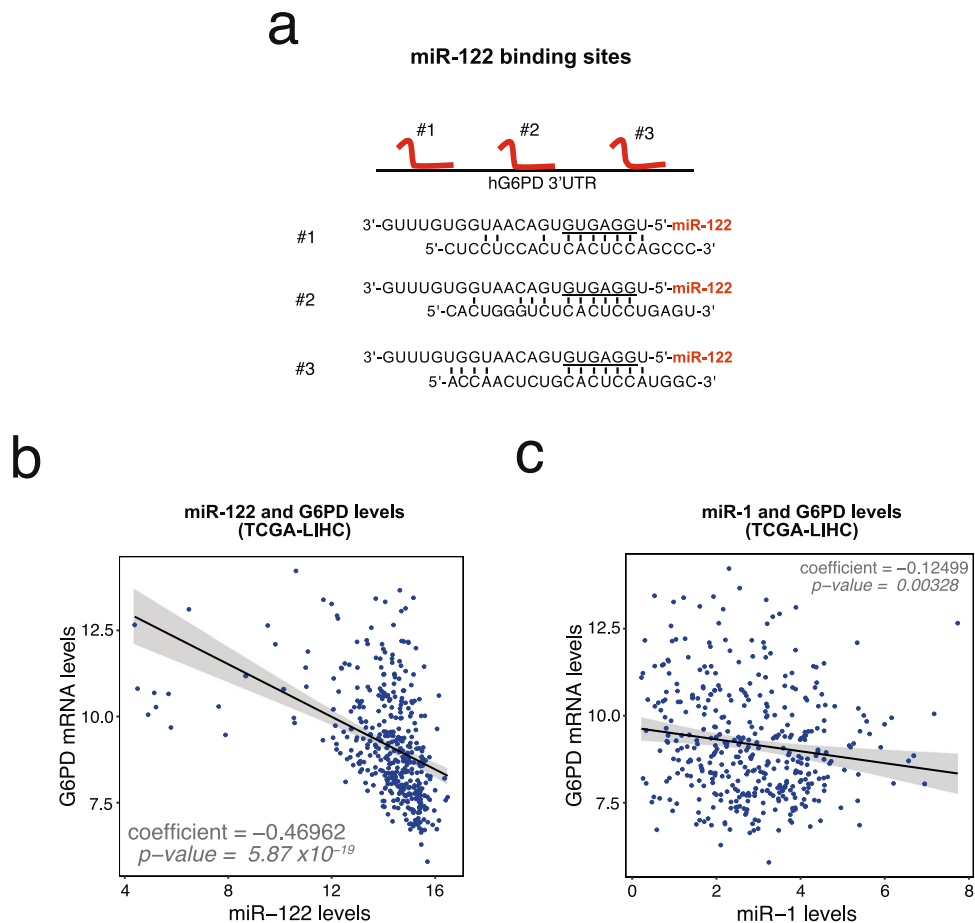 a
miR-122 binding sites
#1 #2 #3
hG6PD 3'UTR
#1
3'-GUUUGUGGUAACAGUGUGAGGU-5'-miR-122
5'-CUCCUCCACUCACUCCAGCCC-3'
#2
3'-GUUUGUGGUAACAGUGUGAGGU-5'-miR-122
5'-CACUGGGUCUCACUCCUGAGU-3'
#3
3'-GUUUGUGGUAACAGUGUGAGGU-5'-miR-122
5'-ACCAACUCUGCACUCCAUGGC-3'
b
miR-122 and G6PD levels
(TCGA-LIHC)
G6PD mRNA levels
12.5
10.0
7.5
coefficient = −0.46962
p−value = 5.87 x10⁻¹⁹
4 8 12 16
miR−122 levels
c
miR-1 and G6PD levels
(TCGA-LIHC)
coefficient = −0.12499
p−value = 0.00328
G6PD mRNA levels
12.5
10.0
7.5
0 2 4 6 8
miR−1 levels